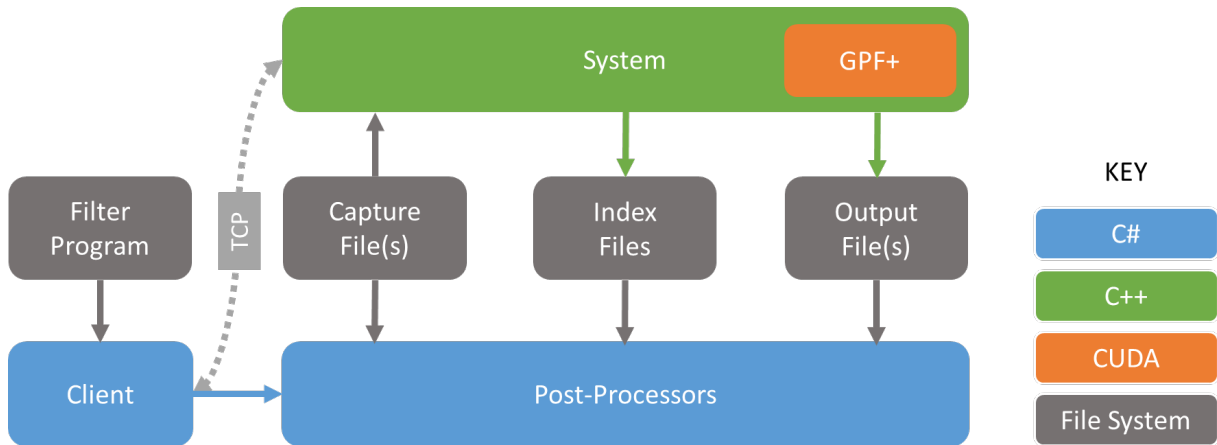 System
GPF+
Filter
Program
TCP
Capture
File(s)
Index
Files
Output
File(s)
Client
Post-Processors
KEY
C#
C++
CUDA
File System